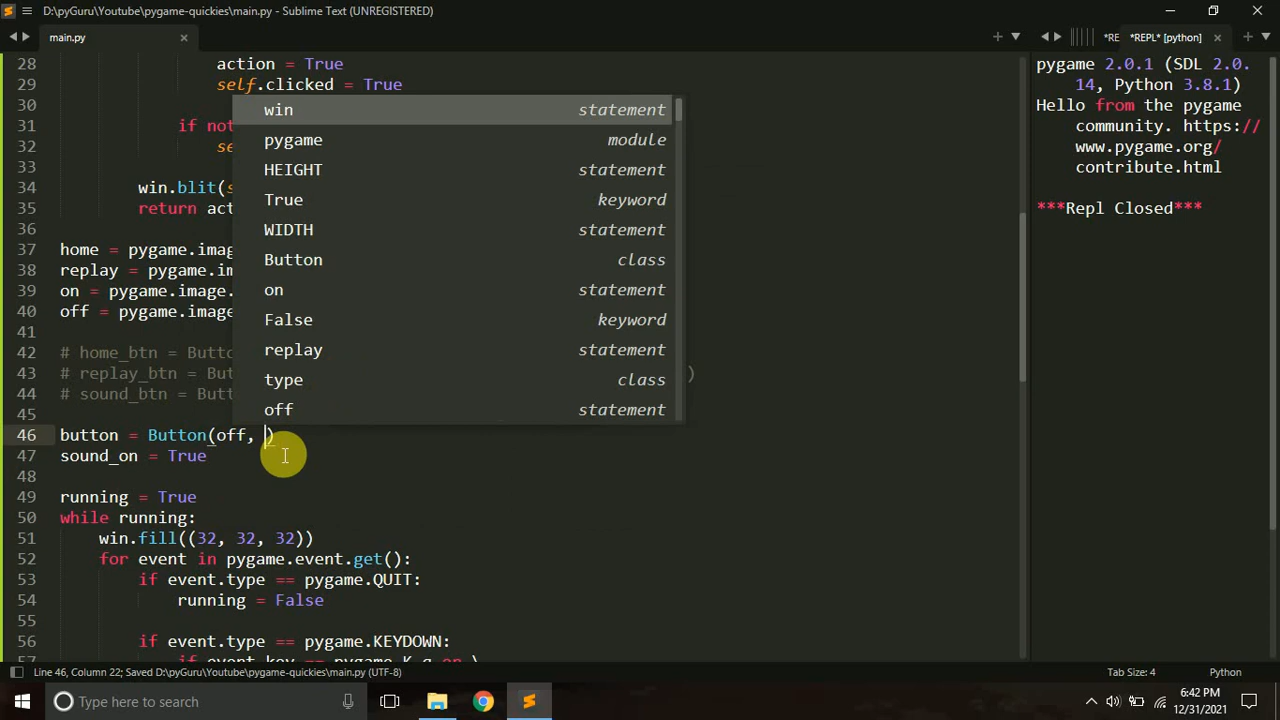 D:\pyGuru\Youtube\pygame-quickies\main.py - Sublime Text (UNREGISTERED)
main.py
*RE
*REPL* [python]
28 action = True
29 self.clicked = True
30
31 if not
32 se
33
34 win.blit(s
35 return act
36
37 home = pygame.imag
38 replay = pygame.im
39 on = pygame.image.
40 off = pygame.image
41
42 # home_btn = Butto
43 # replay_btn = But )
44 # sound_btn = Butt
45
46 button = Button(off, )
47 sound_on = True
48
49 running = True
50 while running:
51 win.fill((32, 32, 32))
52 for event in pygame.event.get():
53 if event.type == pygame.QUIT:
54 running = False
55
56 if event.type == pygame.KEYDOWN:
57 if event.key == pygame.K_q or \
win statement
pygame module
HEIGHT statement
True keyword
WIDTH statement
Button class
on statement
False keyword
replay statement
type class
off statement
pygame 2.0.1 (SDL 2.0.
14, Python 3.8.1)
Hello from the pygame
community. https://
www.pygame.org/
contribute.html
***Repl Closed***
Line 46, Column 22; Saved D:\pyGuru\Youtube\pygame-quickies\main.py (UTF-8)
Tab Size: 4
Python
Type here to search
6:42 PM
12/31/2021